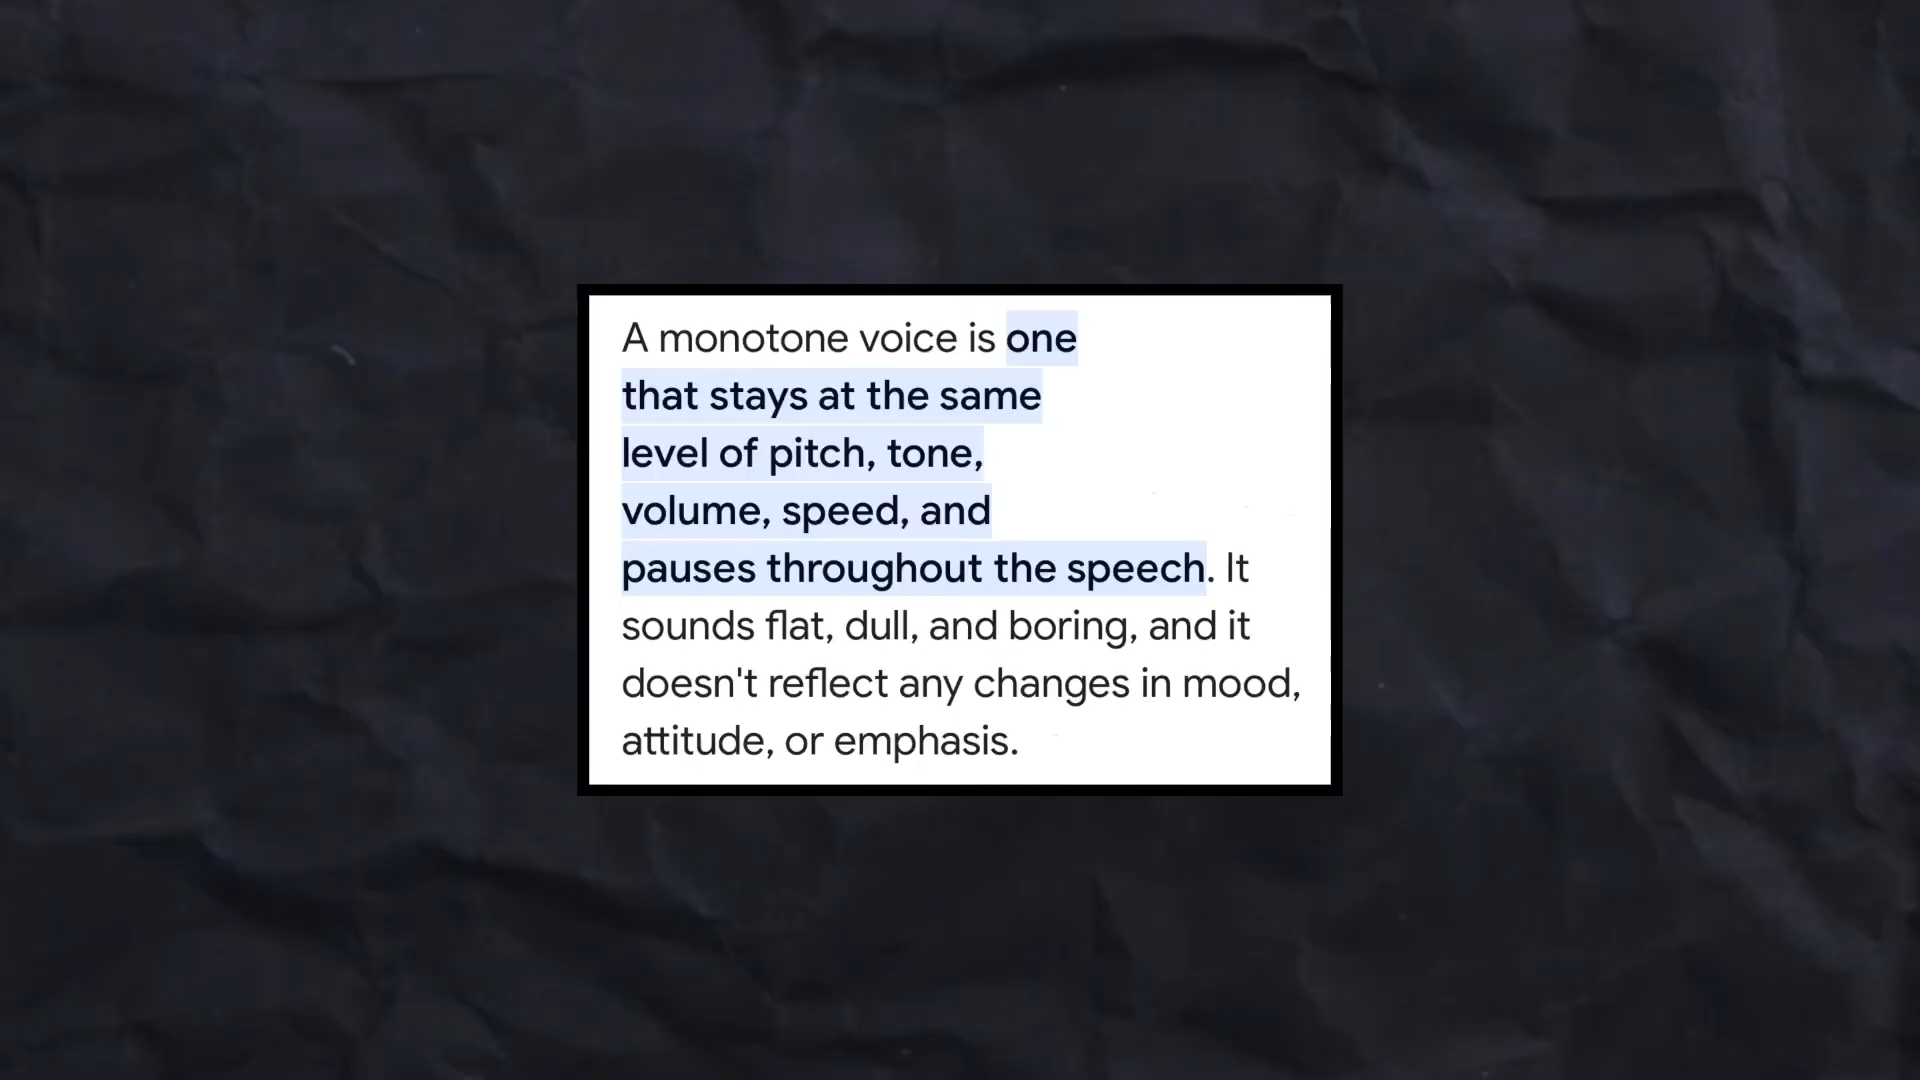 A monotone voice is one
that stays at the same
level of pitch, tone,
volume, speed, and
pauses throughout the speech. It
sounds flat, dull, and boring, and it
doesn't reflect any changes in mood,
attitude, or emphasis.